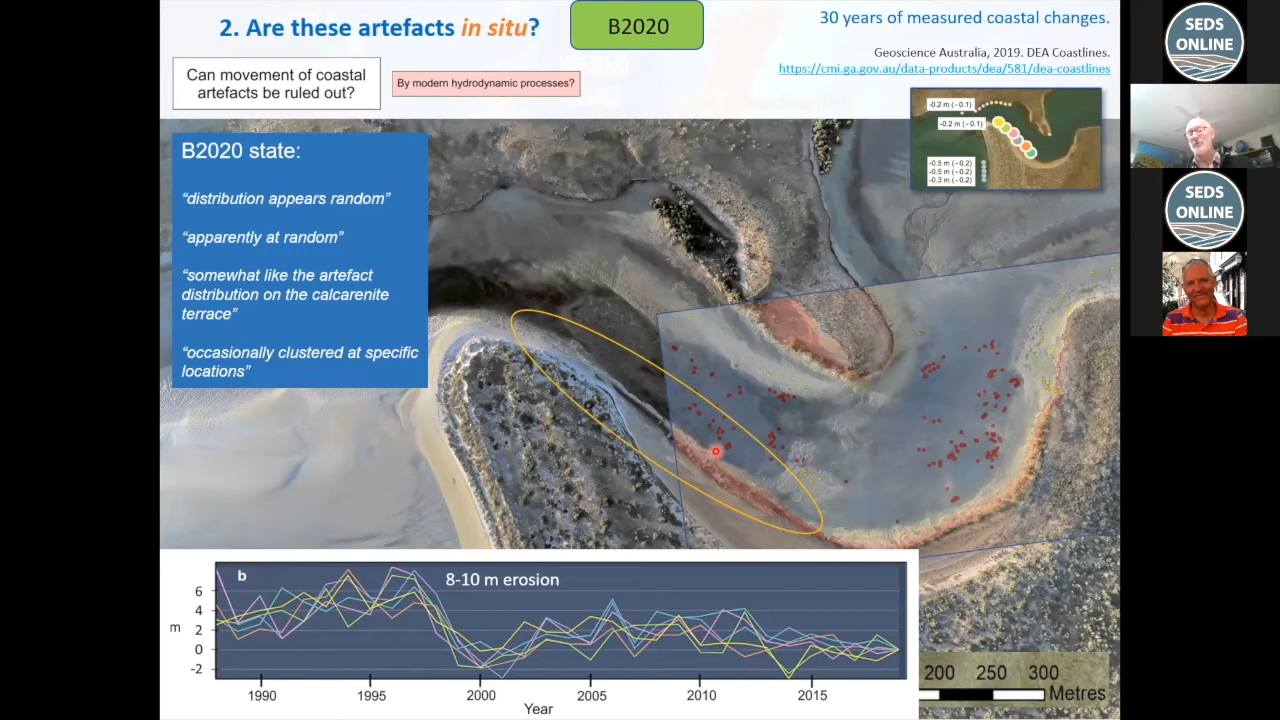 2. Are these artefacts in situ?
B2020
30 years of measured coastal changes.
Geoscience Australia, 2019. DEA Coastlines.
https://cmi.ga.gov.au/data-products/dea/581/dea-coastlines
Can movement of coastal
artefacts be ruled out?
By modern hydrodynamic processes?
-0.2 m (-0.1)
-0.2 m (-0.1)
-0.5 m (-0.2)
-0.5 m (-0.2)
-0.3 m (-0.2)
B2020 state:
“distribution appears random”
“apparently at random”
“somewhat like the artefact
distribution on the calcarenite
terrace”
“occasionally clustered at specific
locations”
b
8-10 m erosion
6
4
m
2
0
-2
1990
1995
2000
2005
2010
2015
Year
200
250
300
Metres
SEDS
ONLINE
SEDS
ONLINE